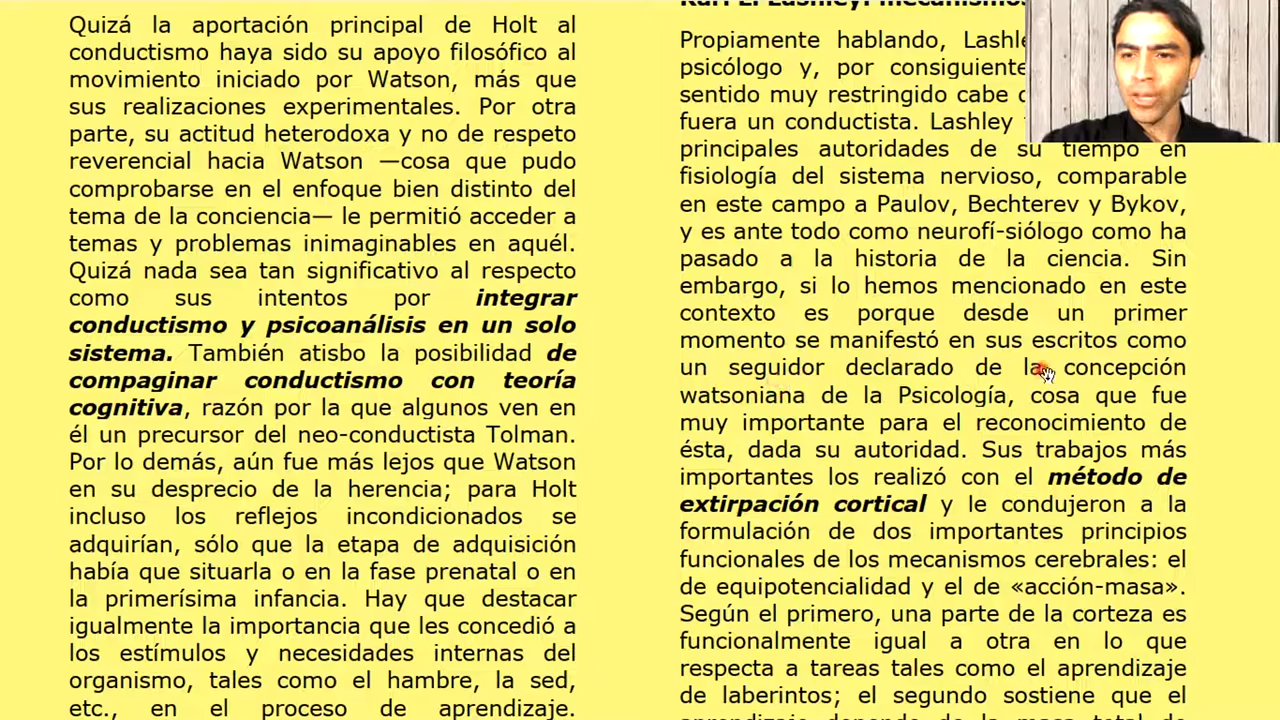 Quizá la aportación principal de Holt al
conductismo haya sido su apoyo filosófico al
movimiento iniciado por Watson, más que
sus realizaciones experimentales. Por otra
parte, su actitud heterodoxa y no de respeto
reverencial hacia Watson —cosa que pudo
comprobarse en el enfoque bien distinto del
tema de la conciencia— le permitió acceder a
temas y problemas inimaginables en aquél.
Quizá nada sea tan significativo al respecto
como sus intentos por integrar
conductismo y psicoanálisis en un solo
sistema. También atisbo la posibilidad de
compaginar conductismo con teoría
cognitiva, razón por la que algunos ven en
él un precursor del neo-conductista Tolman.
Por lo demás, aún fue más lejos que Watson
en su desprecio de la herencia; para Holt
incluso los reflejos incondicionados se
adquirían, sólo que la etapa de adquisición
había que situarla o en la fase prenatal o en
la primerísima infancia. Hay que destacar
igualmente la importancia que les concedió a
los estímulos y necesidades internas del
organismo, tales como el hambre, la sed,
etc., en el proceso de aprendizaje.
Karl L. Lashley: mecanismos
Propiamente hablando,
psicólogo y, por consiguiente
sentido muy restringido cabe
fuera un conductista. Lashley
principales autoridades de su tiempo en
fisiología del sistema nervioso, comparable
en este campo a Paulov, Bechterev y Bykov,
y es ante todo como neurofí-siólogo como ha
pasado a la historia de la ciencia. Sin
embargo, si lo hemos mencionado en este
contexto es porque desde un primer
momento se manifestó en sus escritos como
un seguidor declarado de la concepción
watsoniana de la Psicología, cosa que fue
muy importante para el reconocimiento de
ésta, dada su autoridad. Sus trabajos más
importantes los realizó con el método de
extirpación cortical y le condujeron a la
formulación de dos importantes principios
funcionales de los mecanismos cerebrales: el
de equipotencialidad y el de «acción-masa».
Según el primero, una parte de la corteza es
funcionalmente igual a otra en lo que
respecta a tareas tales como el aprendizaje
de laberintos; el segundo sostiene que el
aprendizaje depende de la masa total de